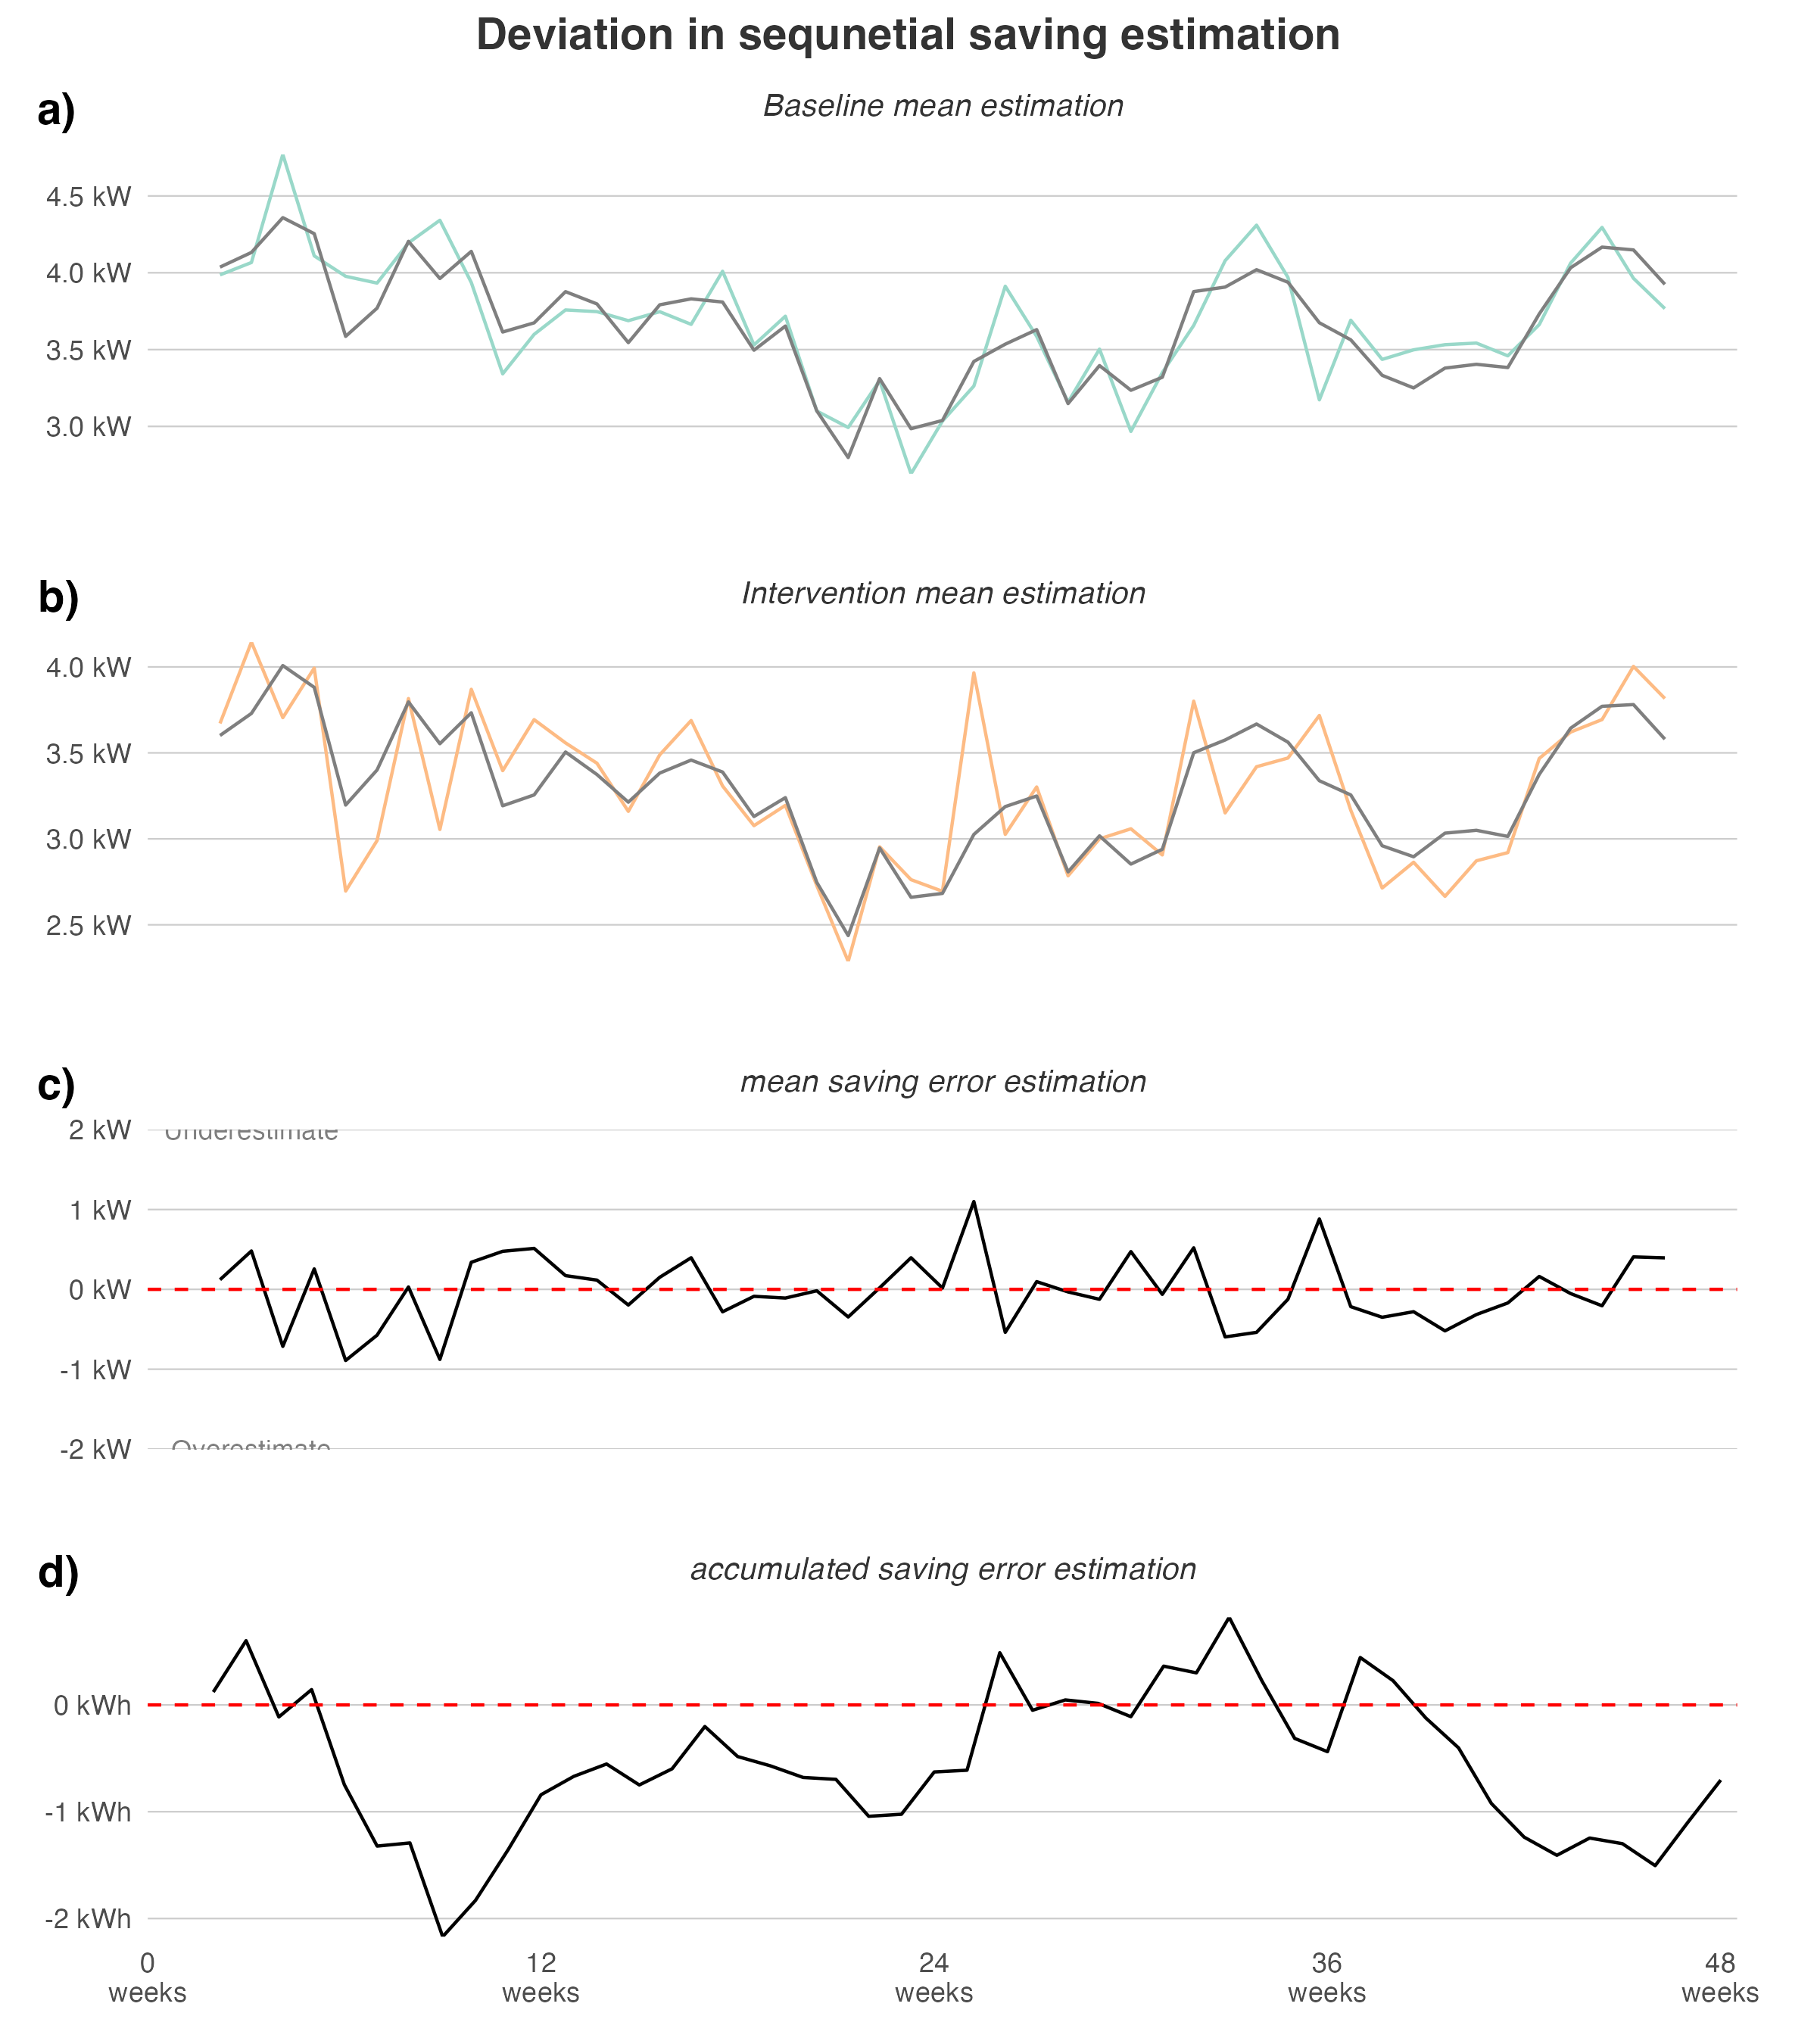 Deviation in sequnetial saving estimation
a)
Baseline mean estimation
4.5 kW
4.0 kW
3.5 kW
3.0 kW
b)
Intervention mean estimation
4.0 kW
3.5 kW
3.0 kW
2.5 kW
c)
mean saving error estimation
2 kW
Underestimate
1 kW
0 kW
-1 kW
-2 kW
Overestimate
d)
accumulated saving error estimation
0 kWh
-1 kWh
-2 kWh
0 12 24 36 48
weeks weeks weeks weeks weeks